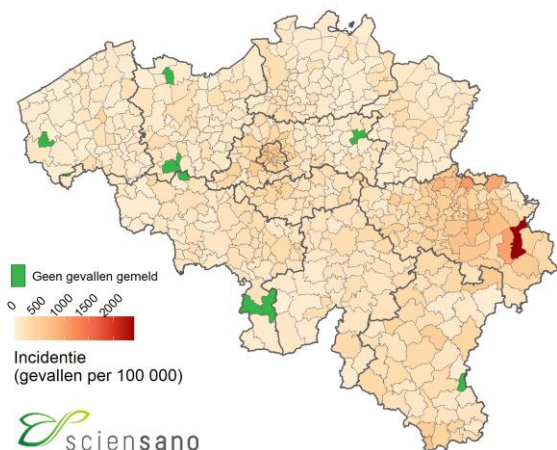 Geen gevallen gemeld
0
500
1000
1500
2000
Incidentie
(gevallen per 100 000)
sciensano